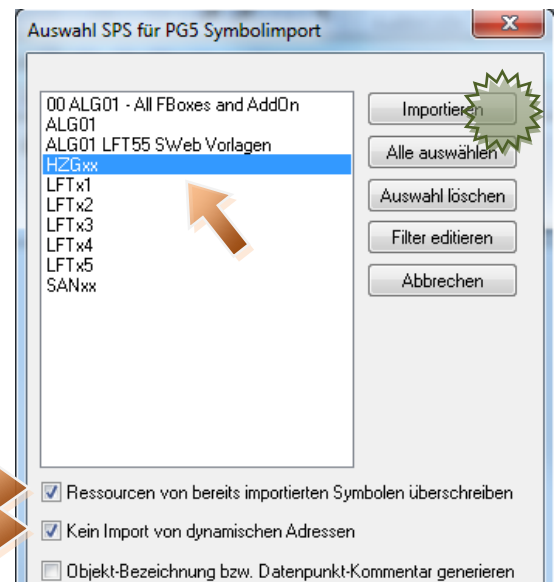 Auswahl SPS für PG5 Symbolimport
00 ALG01 - All FBoxes and AddOn
ALG01
ALG01 LFT55 SWeb Vorlagen
HZGxx
LFTx1
LFTx2
LFTx3
LFTx4
LFTx5
SANxx
Importieren
Alle auswählen
Auswahl löschen
Filter editieren
Abbrechen
Ressourcen von bereits importierten Symbolen überschreiben
Kein Import von dynamischen Adressen
Objekt-Bezeichnung bzw. Datenpunkt-Kommentar generieren